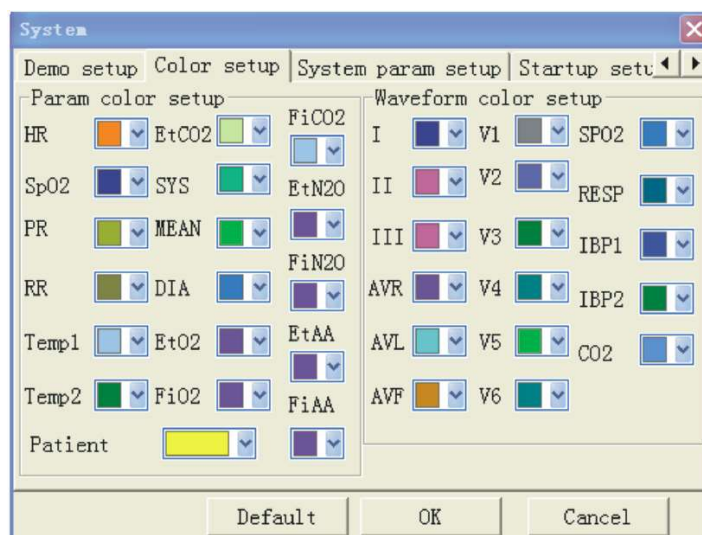 System
Demo setup Color setup System param setup Startup setu
Param color setup
HR EtCO2 FiCO2
SpO2 SYS EtN2O
PR MEAN FiN2O
RR DIA EtAA
Temp1 EtO2 FiAA
Temp2 FiO2
Patient
Waveform color setup
I V1 SPO2
II V2 RESP
III V3 IBP1
AVR V4 IBP2
AVL V5 CO2
AVF V6
Default OK Cancel